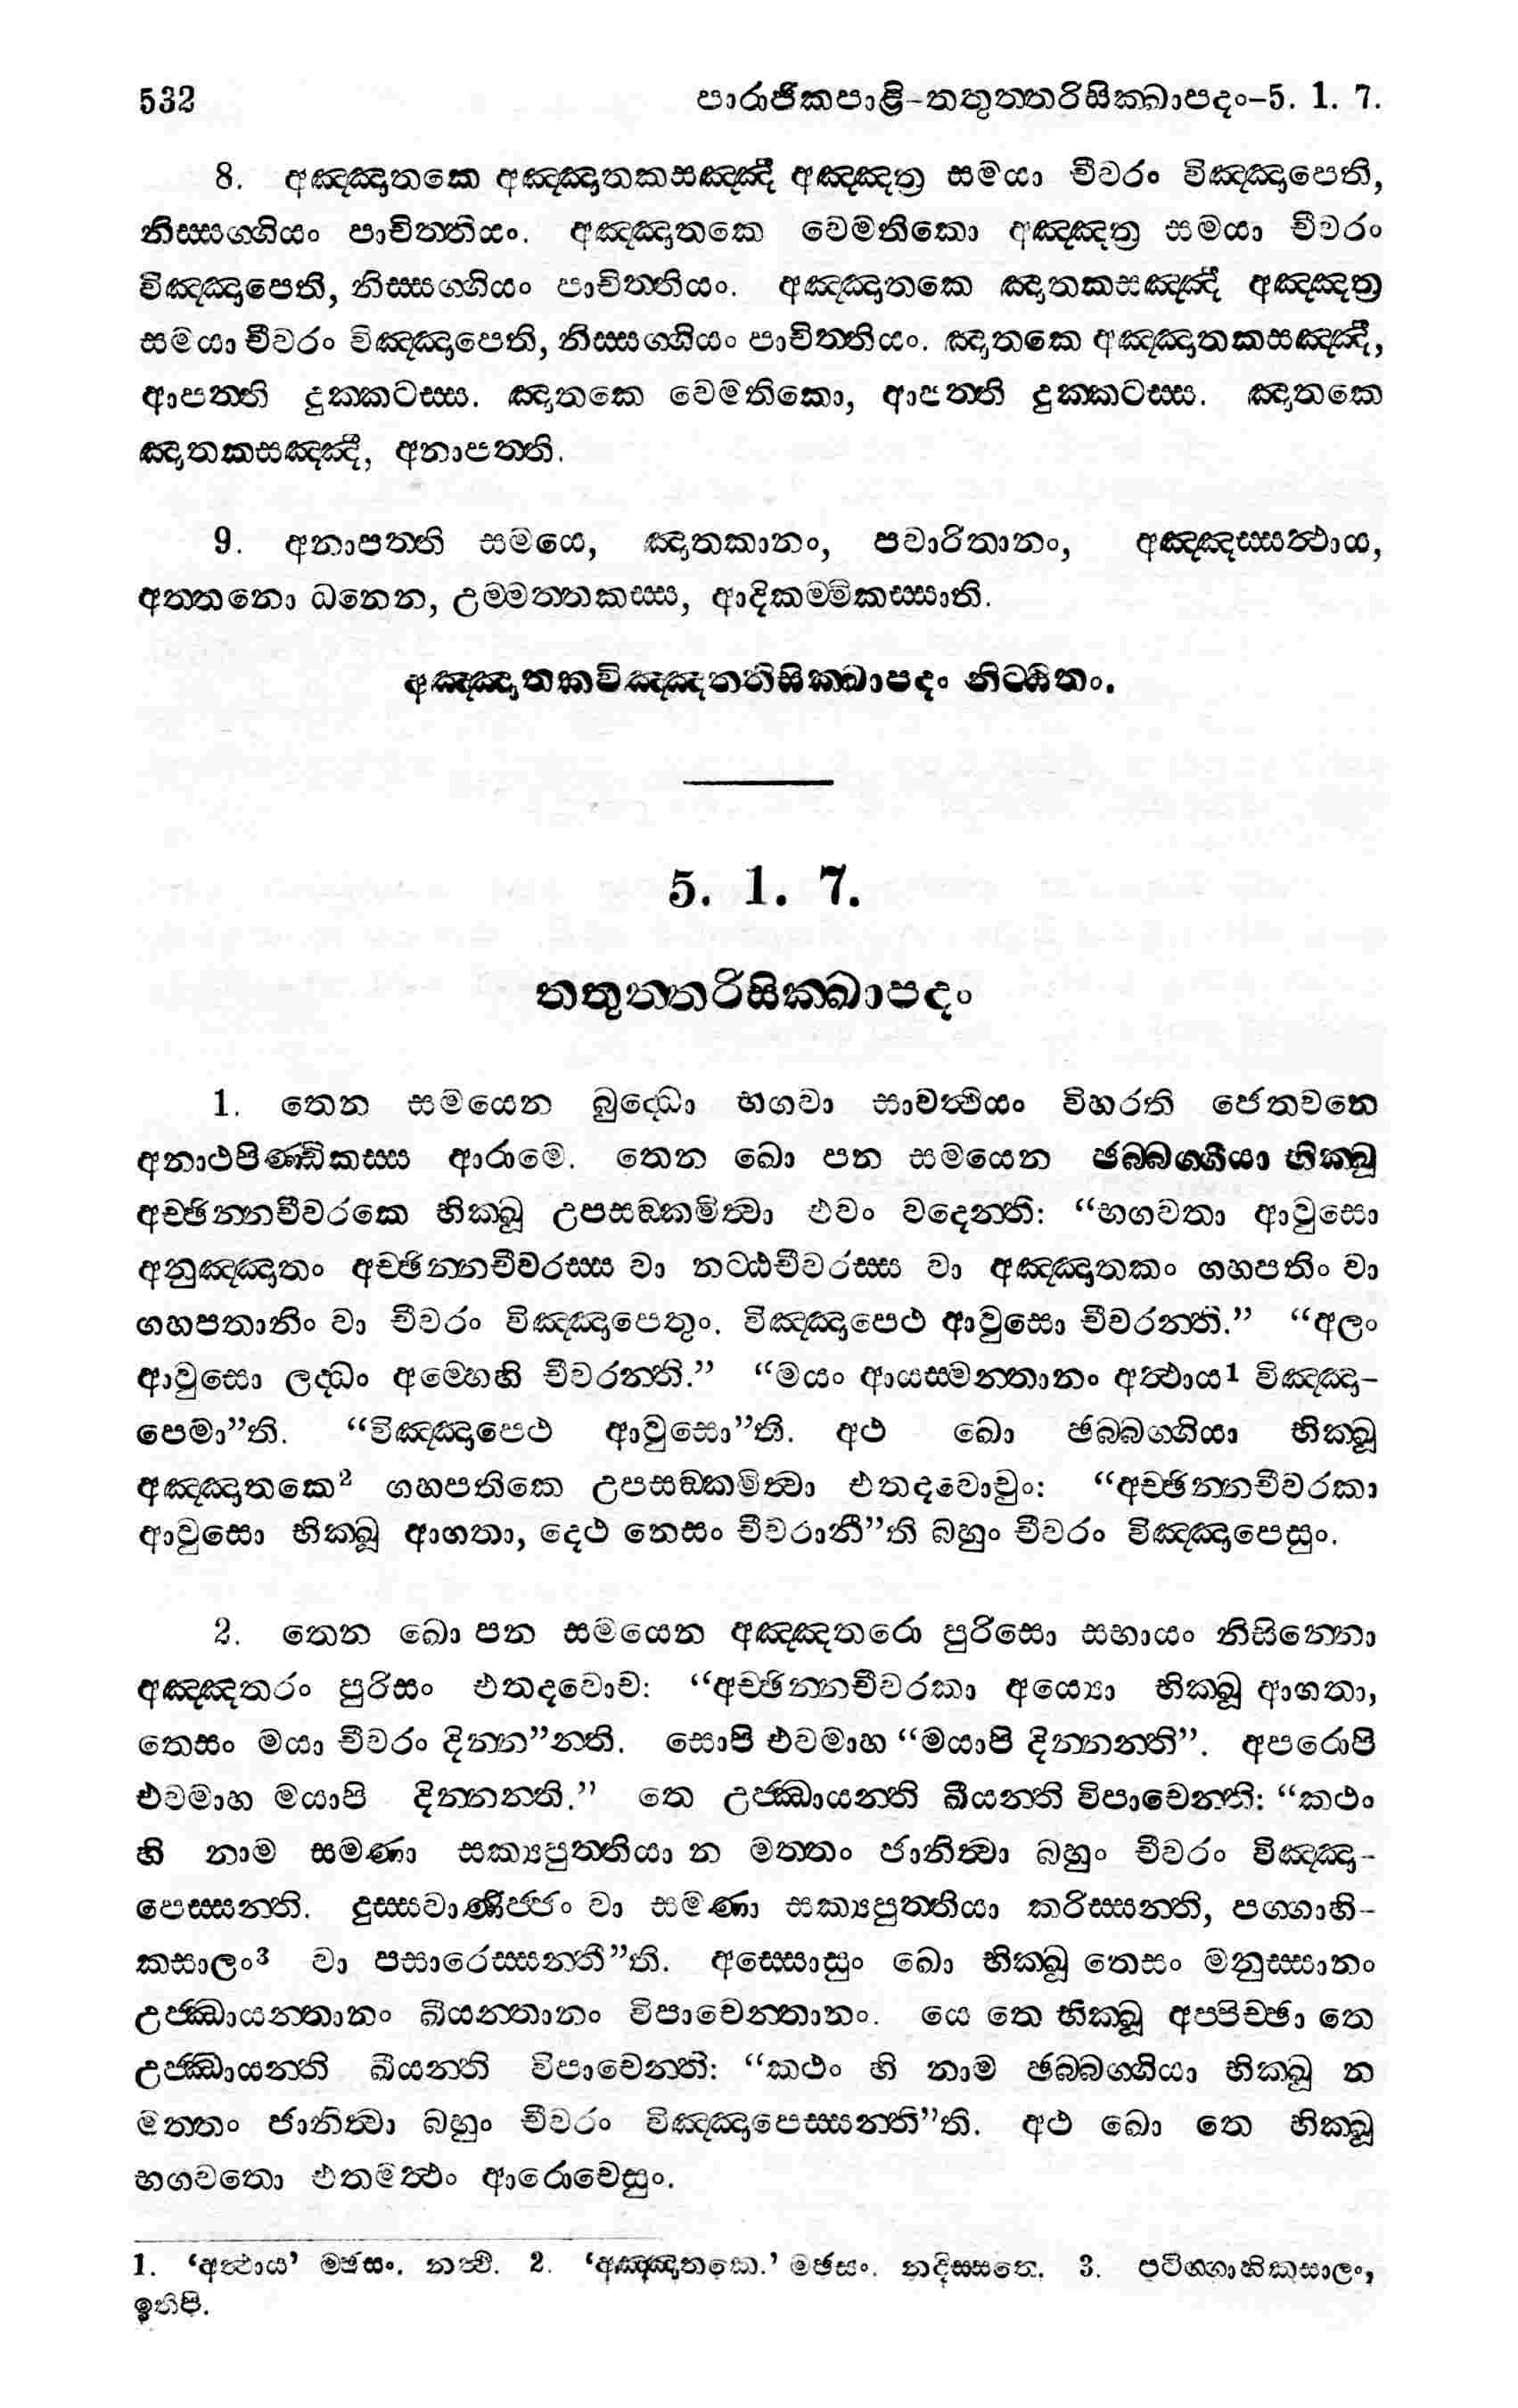 532 පාරාජිකපාළි-තතුත්තරිසික්ඛාපදං-5. 1. 7.
8. අඤ්ඤාතකෙ අඤ්ඤාතකසඤ්ඤී අඤ්ඤත්‍ර සමයා චීවරං විඤ්ඤාපෙති,
නිස්සග්ගියං පාචිත්තියං. අඤ්ඤාතකෙ වෙමතිකො අඤ්ඤත්‍ර සමයා චීවරං
විඤ්ඤාපෙති, නිස්සග්ගියං පාචිත්තියං. අඤ්ඤාතකෙ ඤාතකසඤ්ඤී අඤ්ඤත්‍ර
සමයා චීවරං විඤ්ඤාපෙති, නිස්සග්ගියං පාචිත්තියං. ඤාතකෙ අඤ්ඤාතකසඤ්ඤී,
ආපත්ති දුක්කටස්ස. ඤාතකෙ වෙමතිකො, ආපත්ති දුක්කටස්ස. ඤාතකෙ
ඤාතකසඤ්ඤී, අනාපත්ති.
9. අනාපත්ති සමයෙ, ඤාතකානං, පවාරිතානං, අඤ්ඤස්සත්ථාය,
අත්තනො ධනෙන, උම්මත්තකස්ස, ආදිකම්මිකස්සාති.
අඤ්ඤාතකවිඤ්ඤත්තිසික්ඛාපදං නිට්ඨිතං.
5. 1. 7.
තතුත්තරිසික්ඛාපදං
1. තෙන සමයෙන බුද්ධො භගවා සාවත්ථියං විහරති ජෙතවනෙ
අනාථපිණ්ඩිකස්ස ආරාමෙ. තෙන ඛො පන සමයෙන ඡබ්බග්ගියා භික්ඛූ
අච්ඡින්නචීවරකෙ භික්ඛූ උපසඞ්කමිත්‍වා එවං වදෙන්ති: “භගවතා ආවුසො
අනුඤ්ඤාතං අච්ඡින්නචීවරස්ස වා නට්ඨචීවරස්ස වා අඤ්ඤාතකං ගහපතිං වා
ගහපතානිං වා චීවරං විඤ්ඤාපෙතුං. විඤ්ඤාපෙථ ආවුසො චීවරන්ති.” “අලං
ආවුසො ලද්ධං අම්හෙහි චීවරන්ති.” “මයං ආයස්මන්තානං අත්ථාය¹ විඤ්ඤා-
පෙමා”ති. “විඤ්ඤාපෙථ ආවුසො”ති. අථ ඛො ඡබ්බග්ගියා භික්ඛූ
අඤ්ඤාතකෙ² ගහපතිකෙ උපසඞ්කමිත්‍වා එතදවොචුං: “අච්ඡින්නචීවරකා
ආවුසො භික්ඛූ ආගතා, දෙථ නෙසං චීවරානී”ති බහුං චීවරං විඤ්ඤාපෙසුං.
2. තෙන ඛො පන සමයෙන අඤ්ඤතරො පුරිසො සභායං නිසින්නො
අඤ්ඤතරං පුරිසං එතදවොච: “අච්ඡින්නචීවරකා අය්‍යො භික්ඛූ ආගතා,
තෙසං මයා චීවරං දින්න”න්ති. සොපි එවමාහ “මයාපි දින්නන්ති”. අපරොපි
එවමාහ මයාපි දින්නන්ති.” තෙ උජ්ඣායන්ති ඛීයන්ති විපාචෙන්ති: “කථං
හි නාම සමණා සක්‍යපුත්තියා න මත්තං ජානිත්‍වා බහුං චීවරං විඤ්ඤා-
පෙස්සන්ති. දුස්සවාණිජ්ජං වා සමණා සක්‍යපුත්තියා කරිස්සන්ති, පග්ගාහි-
කසාලං³ වා පසාරෙස්සන්තී”ති. අස්සොසුං ඛො භික්ඛූ තෙසං මනුස්සානං
උජ්ඣායන්තානං ඛීයන්තානං විපාචෙන්තානං. යෙ තෙ භික්ඛූ අප්පිච්ඡා තෙ
උජ්ඣායන්ති ඛීයන්ති විපාචෙන්ති: “කථං හි නාම ඡබ්බග්ගියා භික්ඛූ න
මත්තං ජානිත්‍වා බහුං චීවරං විඤ්ඤාපෙස්සන්ති”ති. අථ ඛො තෙ භික්ඛූ
භගවතො එතමත්ථං ආරොචෙසුං.
1. ‘අත්ථාය’ මඡසං. නත්ථි. 2. ‘අඤ්ඤාතකෙ.’ මඡසං. නදිස්සතෙ. 3. පටිග්ගාහිකසාලං,
ඉතිපි.